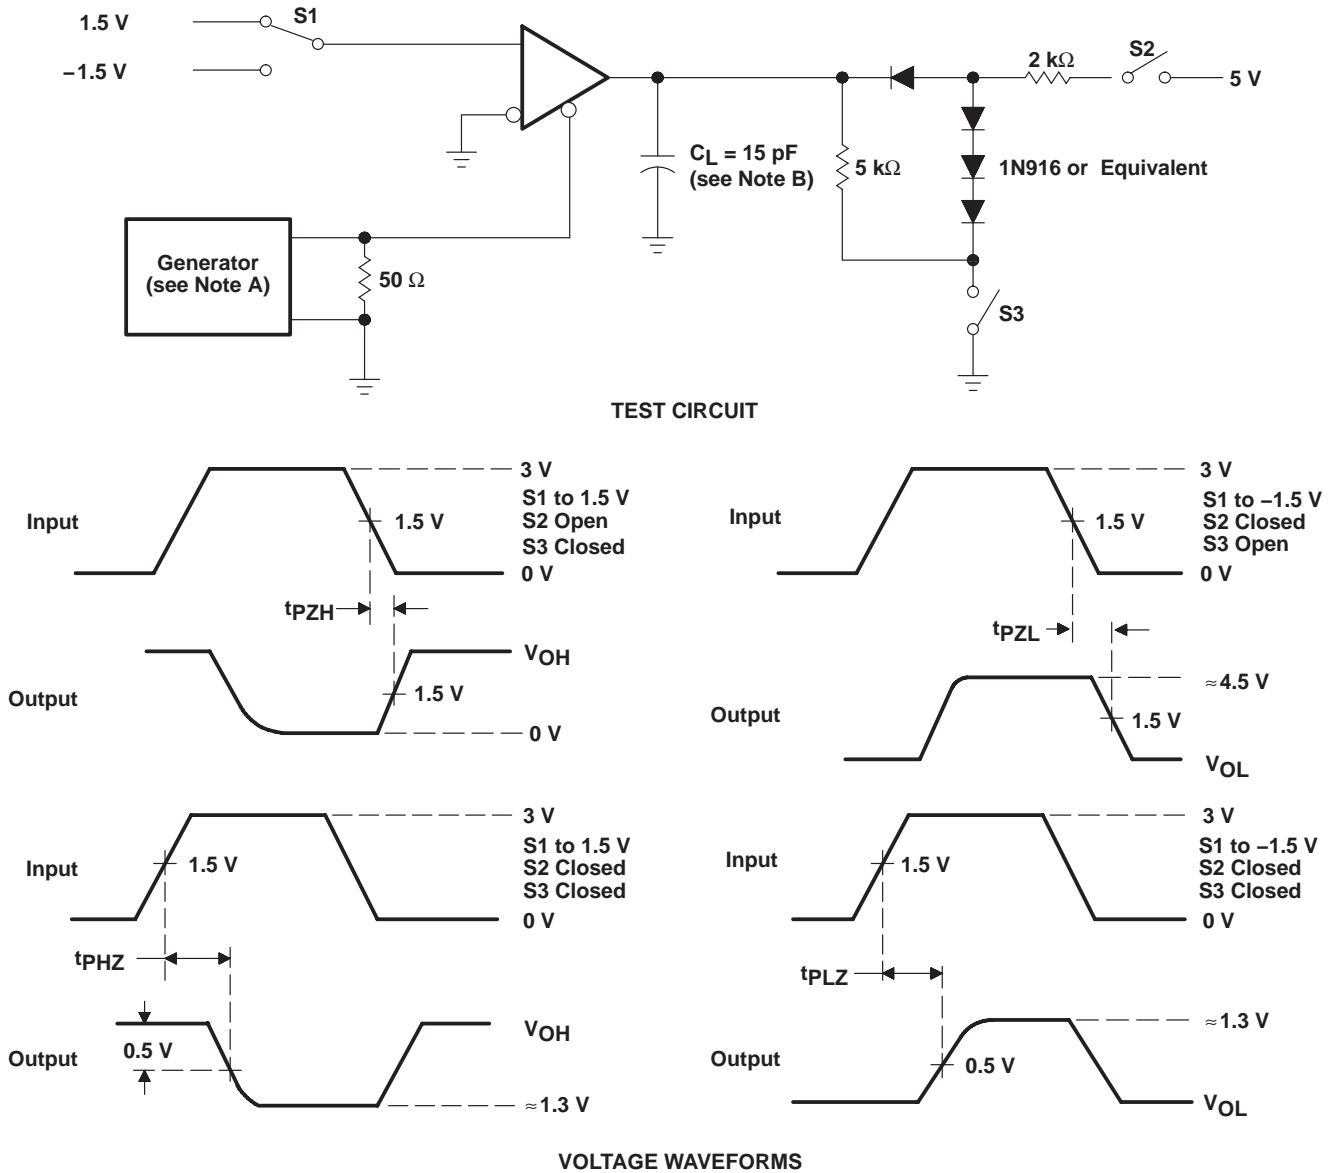 1.5 V
S1
−1.5 V
2 kΩ
S2
5 V
CL = 15 pF
(see Note B)
5 kΩ
1N916 or Equivalent
Generator
(see Note A)
50 Ω
S3
TEST CIRCUIT
Input
3 V
S1 to 1.5 V
S2 Open
S3 Closed
0 V
1.5 V
tPZH
Output
VOH
1.5 V
0 V
Input
3 V
S1 to −1.5 V
S2 Closed
S3 Open
0 V
1.5 V
tPZL
Output
≈4.5 V
1.5 V
VOL
Input
3 V
S1 to 1.5 V
S2 Closed
S3 Closed
0 V
1.5 V
tPHZ
Output
0.5 V
VOH
≈1.3 V
Input
3 V
S1 to −1.5 V
S2 Closed
S3 Closed
0 V
1.5 V
tPLZ
Output
≈1.3 V
0.5 V
VOL
VOLTAGE WAVEFORMS